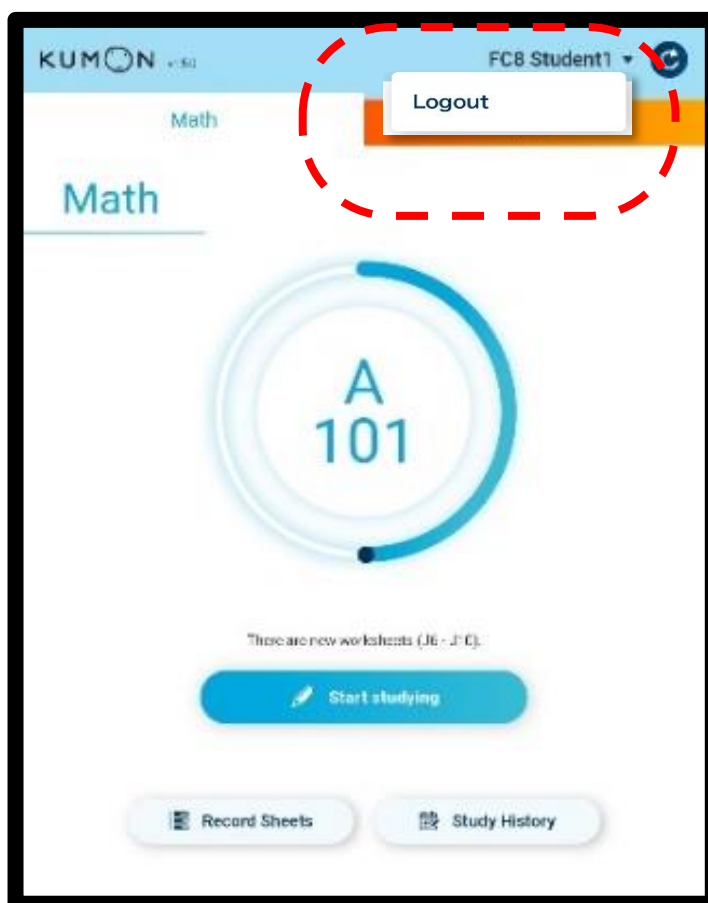 KUMON
FC8 Student1
Logout
Math
Math
A
101
There are new worksheets
Start studying
Record Sheets
Study History